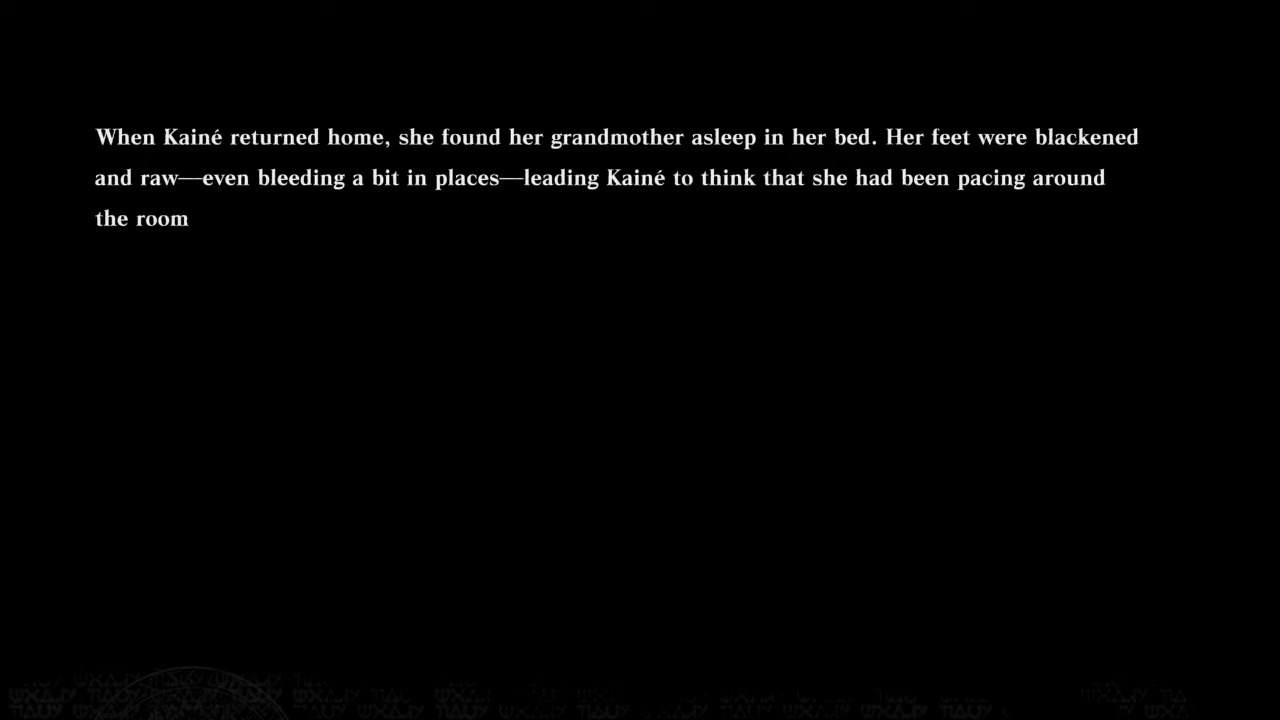 When Kainé returned home, she found her grandmother asleep in her bed. Her feet were blackened
and raw—even bleeding a bit in places—leading Kainé to think that she had been pacing around
the room